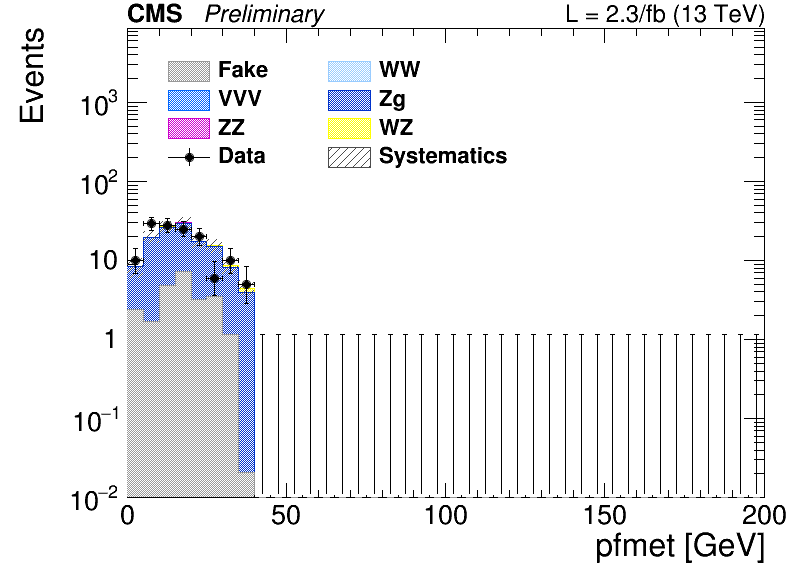 CMS Preliminary L = 2.3/fb (13 TeV)
Events
Fake WW
VVV Zg
ZZ WZ
Data Systematics
10³
10²
10
1
10⁻¹
10⁻²
0 50 100 150 200
pfmet [GeV]